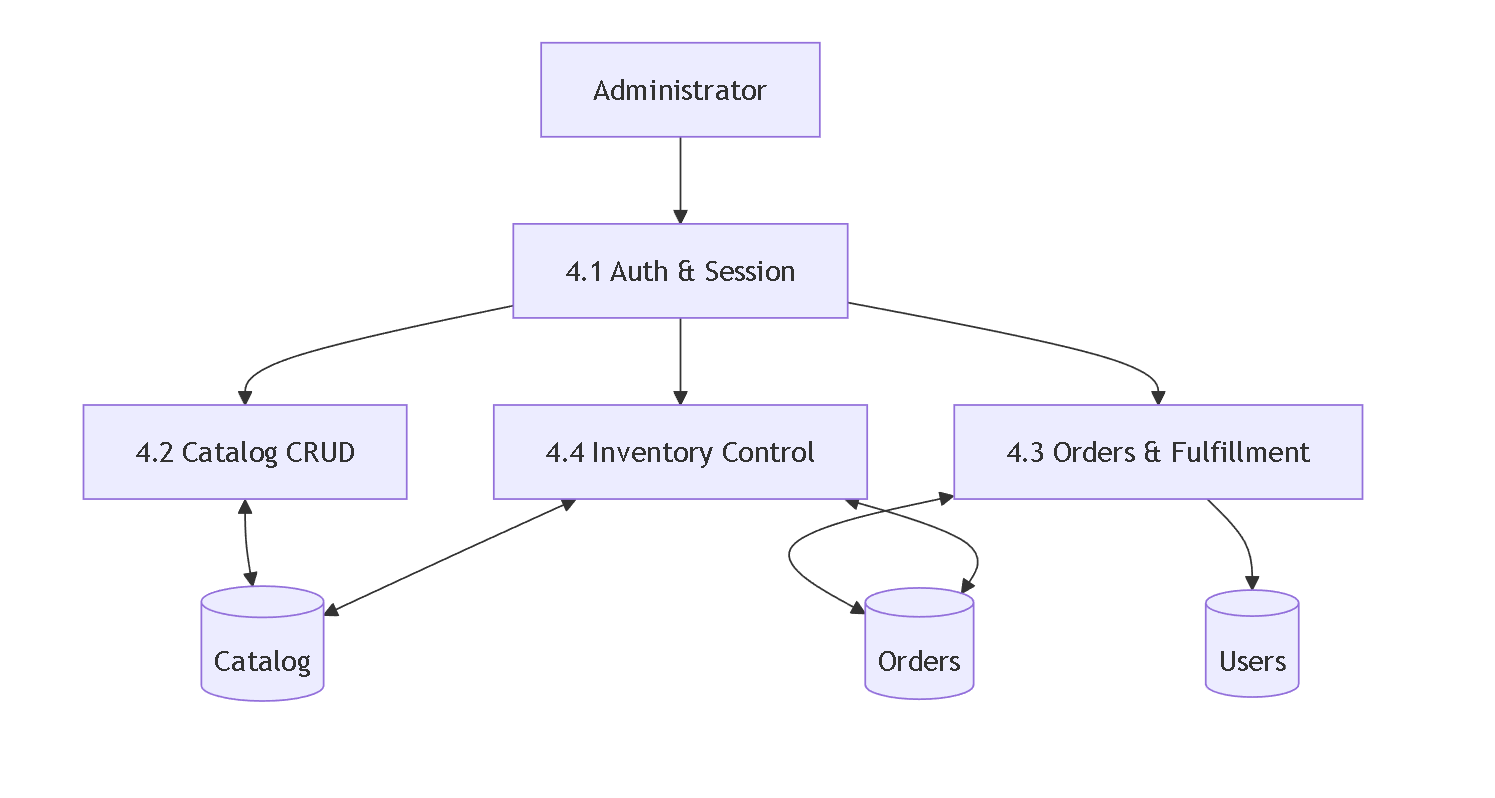 Administrator
4.1 Auth & Session
4.2 Catalog CRUD
4.4 Inventory Control
4.3 Orders & Fulfillment
Catalog
Orders
Users